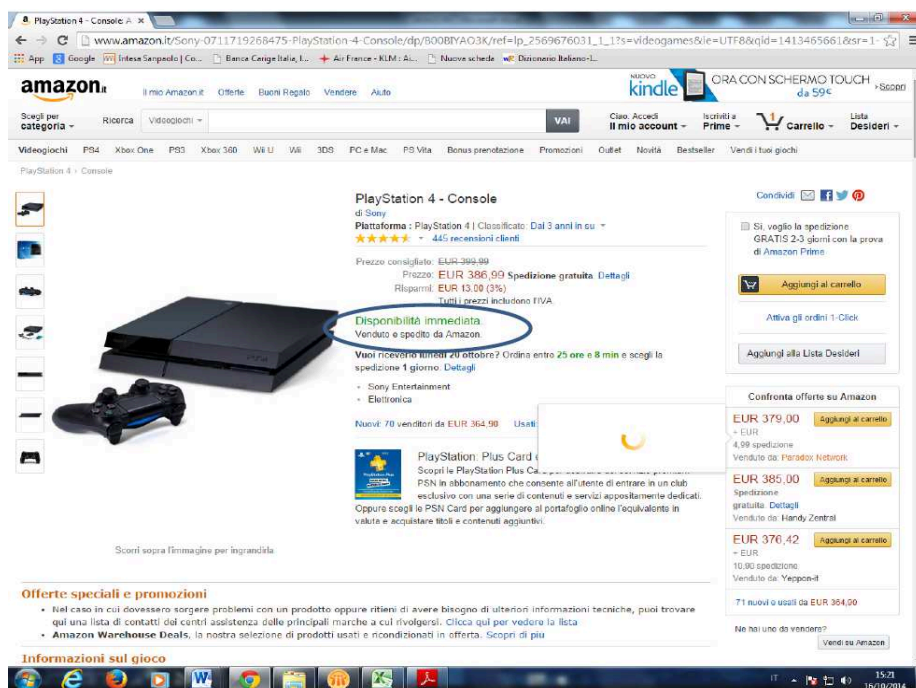 PlayStation 4 - Console: A
www.amazon.it/Sony-0711719268475-PlayStation-4-Console/dp/B00BIYAO3K/ref=lp_2569676031_1_1?s=videogames&ie=UTF8&qid=1413465661&sr=1-
App Google Intesa Sanpaolo | Co... Banca Carige Italia, I... Air France - KLM : Ai... Nuova scheda Dizionario Italiano-I...
amazon.it
Il mio Amazon.it Offerte Buoni Regalo Vendere Aiuto
NUOVO kindle ORA CON SCHERMO TOUCH da 59€ Scopri
Scegli per categoria
Ricerca Videogiochi VAI
Ciao. Accedi Il mio account
Iscriviti a Prime
1 Carrello
Lista Desideri
Videogiochi PS4 Xbox One PS3 Xbox 360 Wii U Wii 3DS PC e Mac PS Vita Bonus prenotazione Promozioni Outlet Novità Bestseller Vendi i tuoi giochi
PlayStation 4 › Console
PlayStation 4 - Console
di Sony
Piattaforma : PlayStation 4 | Classificato: Dai 3 anni in su
445 recensioni clienti
Prezzo consigliato: EUR 399,99
Prezzo: EUR 386,99 Spedizione gratuita. Dettagli
Risparmi: EUR 13,00 (3%)
Tutti i prezzi includono l'IVA.
Disponibilità immediata.
Venduto e spedito da Amazon.
Vuoi riceverlo lunedì 20 ottobre? Ordina entro 25 ore e 8 min e scegli la
spedizione 1 giorno. Dettagli
Sony Entertainment
Elettronica
Nuovi: 70 venditori da EUR 364,90 Usati:
PlayStation: Plus Card
Scopri le PlayStation Plus
PSN in abbonamento che consente all'utente di entrare in un club
esclusivo con una serie di contenuti e servizi appositamente dedicati.
Oppure scegli le PSN Card per aggiungere al portafoglio online l'equivalente in
valuta e acquistare titoli e contenuti aggiuntivi.
Scorri sopra l'immagine per ingrandirla
Condividi
Sì, voglio la spedizione
GRATIS 2-3 giorni con la prova
di Amazon Prime
Aggiungi al carrello
Attiva gli ordini 1-Click
Aggiungi alla Lista Desideri
Confronta offerte su Amazon
EUR 379,00 Aggiungi al carrello
+ EUR
4,99 spedizione
Venduto da: Paradox Network
EUR 385,00 Aggiungi al carrello
Spedizione
gratuita. Dettagli
Venduto da: Handy Zentral
EUR 376,42 Aggiungi al carrello
+ EUR
10,90 spedizione
Venduto da: Yeppon-it
71 nuovi e usati da EUR 364,90
Ne hai uno da vendere?
Vendi su Amazon
Offerte speciali e promozioni
Nel caso in cui dovessero sorgere problemi con un prodotto oppure ritieni di avere bisogno di ulteriori informazioni tecniche, puoi trovare
qui una lista di contatti dei centri assistenza delle principali marche a cui rivolgersi. Clicca qui per vedere la lista
Amazon Warehouse Deals, la nostra selezione di prodotti usati e ricondizionati in offerta. Scopri di piu
Informazioni sul gioco
IT
15:21
16/10/2014